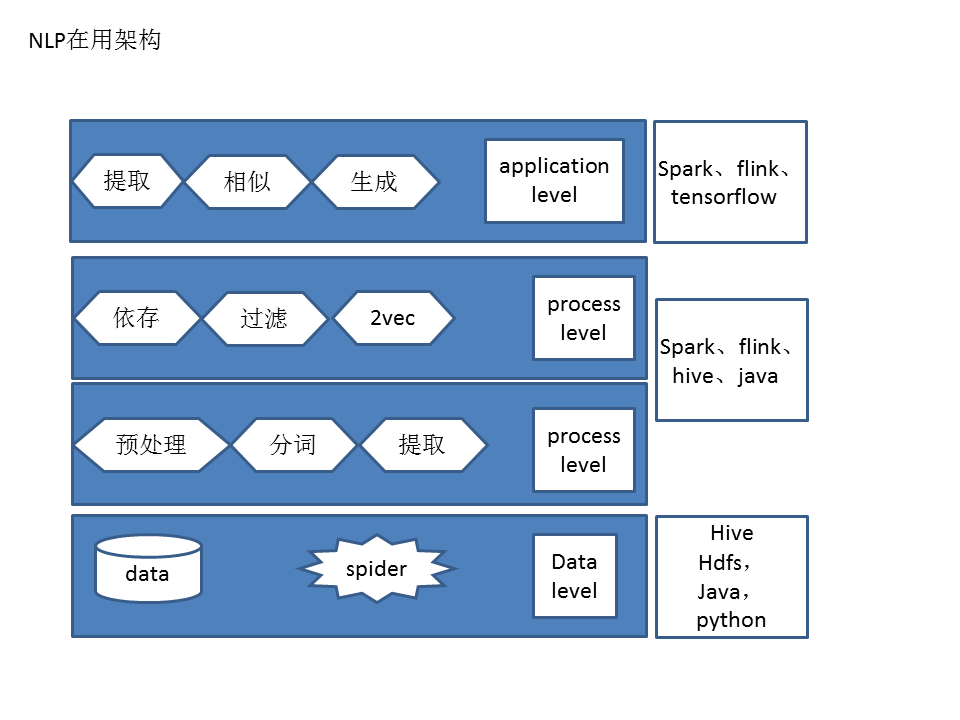 NLP在用架构
提取
相似
生成
application
level
Spark、flink、
tensorflow
依存
过滤
2vec
process
level
Spark、flink、
hive、java
预处理
分词
提取
process
level
data
spider
Data
level
Hive
Hdfs，
Java，
python